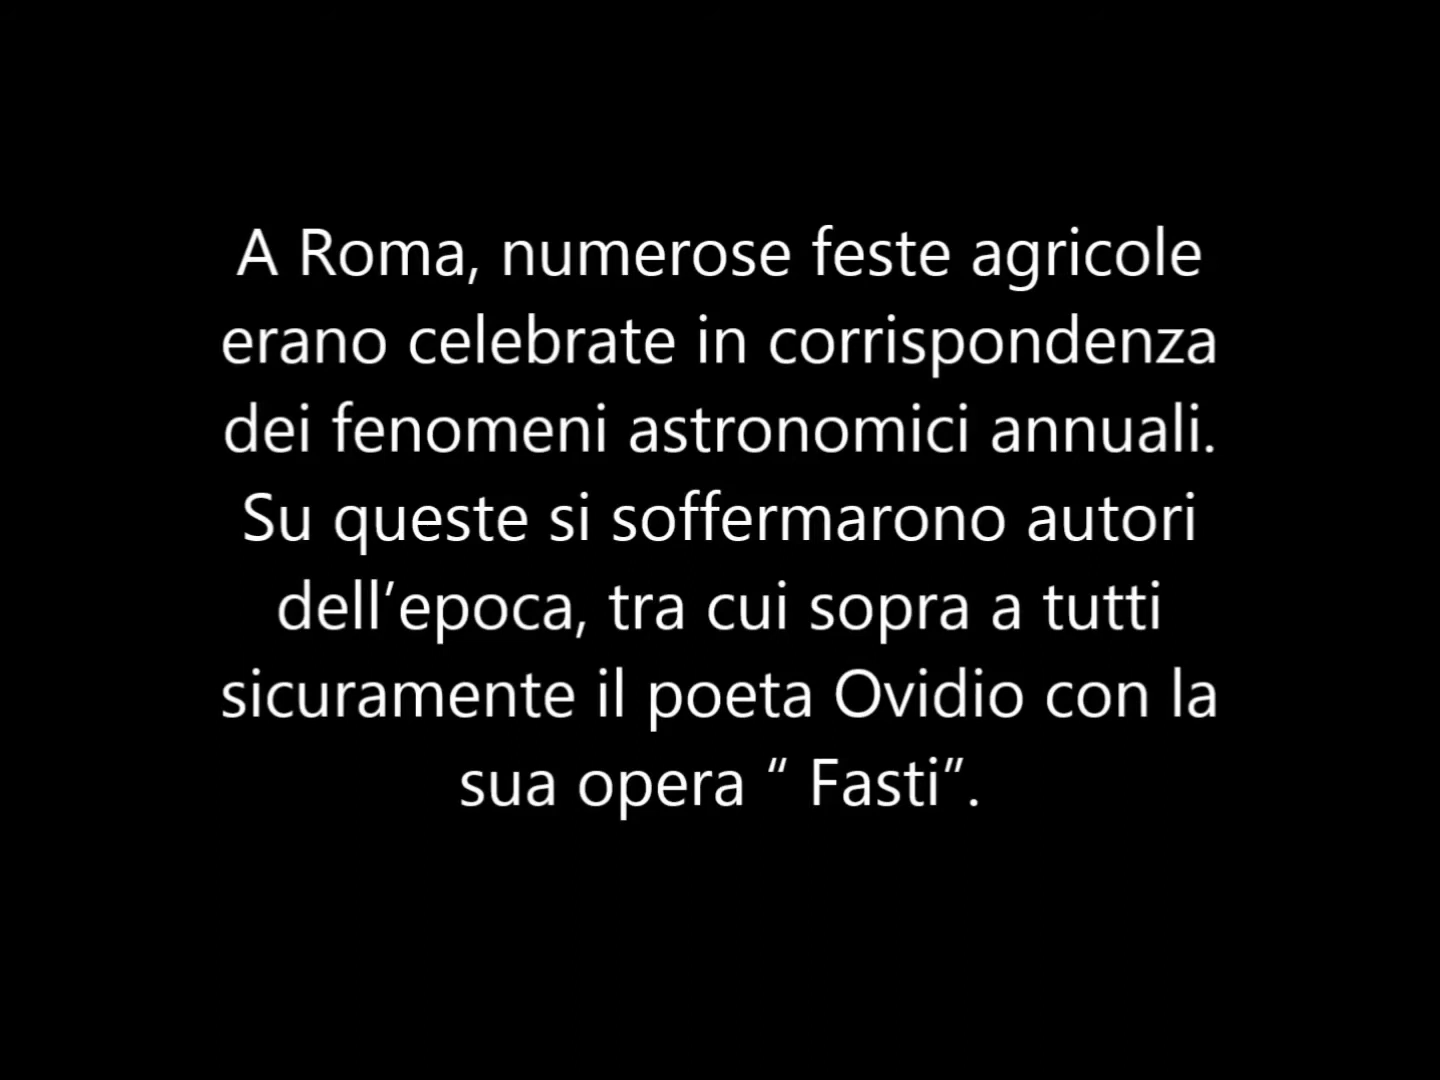 A Roma, numerose feste agricole
erano celebrate in corrispondenza
dei fenomeni astronomici annuali.
Su queste si soffermarono autori
dell’epoca, tra cui sopra a tutti
sicuramente il poeta Ovidio con la
sua opera “ Fasti”.